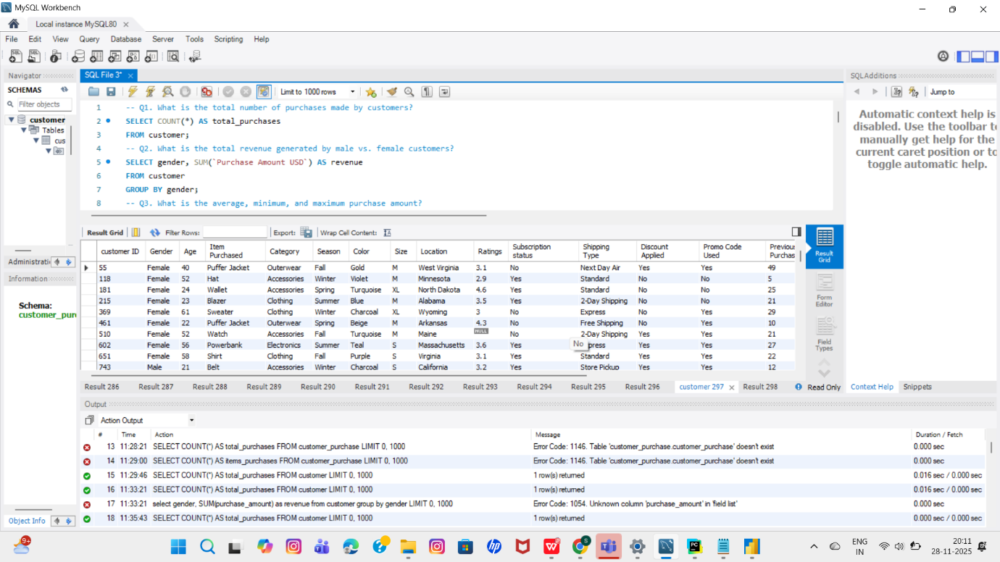 MySQL Workbench
Local instance MySQL80
File Edit View Query Database Server Tools Scripting Help
Navigator
SCHEMAS
Filter objects
customer
Tables
cus
Administrati
Information
Schema:
customer_pur
Object Info
SQL File 3*
Limit to 1000 rows
1 -- Q1. What is the total number of purchases made by customers?
2 SELECT COUNT(*) AS total_purchases
3 FROM customer;
4 -- Q2. What is the total revenue generated by male vs. female customers?
5 SELECT gender, SUM(`Purchase Amount USD`) AS revenue
6 FROM customer
7 GROUP BY gender;
8 -- Q3. What is the average, minimum, and maximum purchase amount?
Result Grid Filter Rows: Export: Wrap Cell Content:
customer ID Gender Age Item Purchased Category Season Color Size Location Ratings Subscription status Shipping Type Discount Applied Promo Code Used Previou Purchas
55 Female 40 Puffer Jacket Outerwear Fall Gold M West Virginia 3.1 No Next Day Air Yes Yes 49
118 Female 52 Hat Accessories Winter Violet M Minnesota 2.9 Yes Standard No No 5
181 Female 24 Wallet Accessories Spring Turquoise XL North Dakota 4.6 Yes Standard No No 25
215 Female 23 Blazer Clothing Summer Blue M Alabama 3.5 Yes 2-Day Shipping No No 21
369 Female 61 Sweater Clothing Winter Charcoal XL Wyoming 3 No Express No Yes 29
461 Female 22 Puffer Jacket Outerwear Spring Beige M Arkansas 4.3 No Free Shipping No Yes 10
510 Female 52 Watch Accessories Fall Turquoise M Maine NULL No 2-Day Shipping Yes Yes 21
602 Female 56 Powerbank Electronics Summer Teal S Massachusetts 3.6 Yes press Yes Yes 27
No
651 Female 58 Shirt Clothing Fall Purple S Virginia 3.1 Yes Standard Yes Yes 22
743 Male 21 Belt Accessories Winter Charcoal S California 3.2 Yes Store Pickup Yes Yes 12
Result Grid
Form Editor
Field Types
Result 286 Result 287 Result 288 Result 289 Result 290 Result 291 Result 292 Result 293 Result 294 Result 295 Result 296 customer 297 Result 298 Read Only
SQLAdditions
Jump to
Automatic context help is
disabled. Use the toolbar t
manually get help for the
current caret position or to
toggle automatic help.
Context Help Snippets
Output
Action Output
# Time Action Message Duration / Fetch
13 11:28:21 SELECT COUNT(*) AS total_purchases FROM customer_purchase LIMIT 0, 1000 Error Code: 1146. Table 'customer_purchase.customer_purchase' doesn't exist 0.000 sec
14 11:29:00 SELECT COUNT(*) AS items_purchases FROM customer_purchase LIMIT 0, 1000 Error Code: 1146. Table 'customer_purchase.customer_purchase' doesn't exist 0.000 sec
15 11:29:46 SELECT COUNT(*) AS total_purchases FROM customer LIMIT 0, 1000 1 row(s) returned 0.016 sec / 0.000 sec
16 11:33:21 SELECT COUNT(*) AS total_purchases FROM customer LIMIT 0, 1000 1 row(s) returned 0.016 sec / 0.000 sec
17 11:33:21 select gender, SUM(purchase_amount) as revenue from customer group by gender LIMIT 0, 1000 Error Code: 1054. Unknown column 'purchase_amount' in 'field list' 0.000 sec
18 11:35:43 SELECT COUNT(*) AS total_purchases FROM customer LIMIT 0, 1000 1 row(s) returned 0.000 sec / 0.000 sec
9+
ENG
IN
20:11
28-11-2025